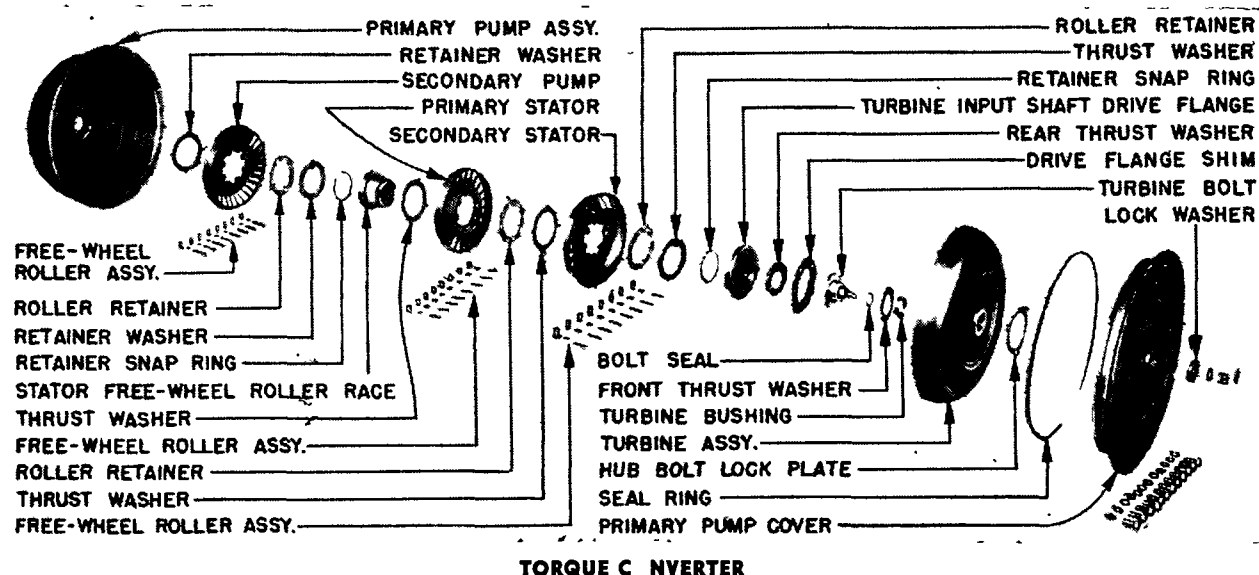 PRIMARY PUMP ASSY.
RETAINER WASHER
SECONDARY PUMP
PRIMARY STATOR
SECONDARY STATOR
ROLLER RETAINER
THRUST WASHER
RETAINER SNAP RING
TURBINE INPUT SHAFT DRIVE FLANGE
REAR THRUST WASHER
DRIVE FLANGE SHIM
TURBINE BOLT
LOCK WASHER
FREE-WHEEL
ROLLER ASSY.
ROLLER RETAINER
RETAINER WASHER
RETAINER SNAP RING
STATOR FREE-WHEEL ROLLER RACE
THRUST WASHER
FREE-WHEEL ROLLER ASSY.
ROLLER RETAINER
THRUST WASHER
FREE-WHEEL ROLLER ASSY.
BOLT SEAL
FRONT THRUST WASHER
TURBINE BUSHING
TURBINE ASSY.
HUB BOLT LOCK PLATE
SEAL RING
PRIMARY PUMP COVER
TORQUE C NVERTER